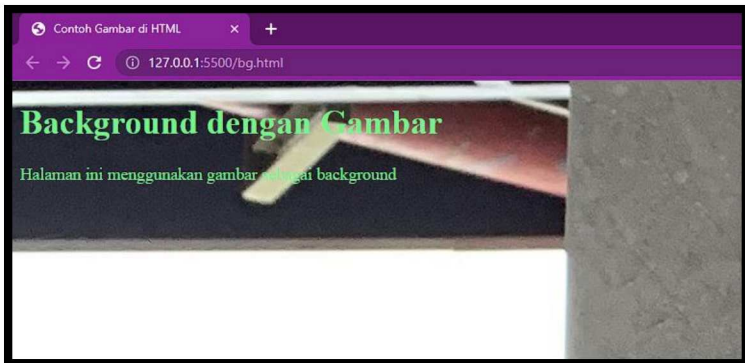 Contoh Gambar di HTML
127.0.0.1:5500/bg.html
Background dengan Gambar
Halaman ini menggunakan gambar sebagai background